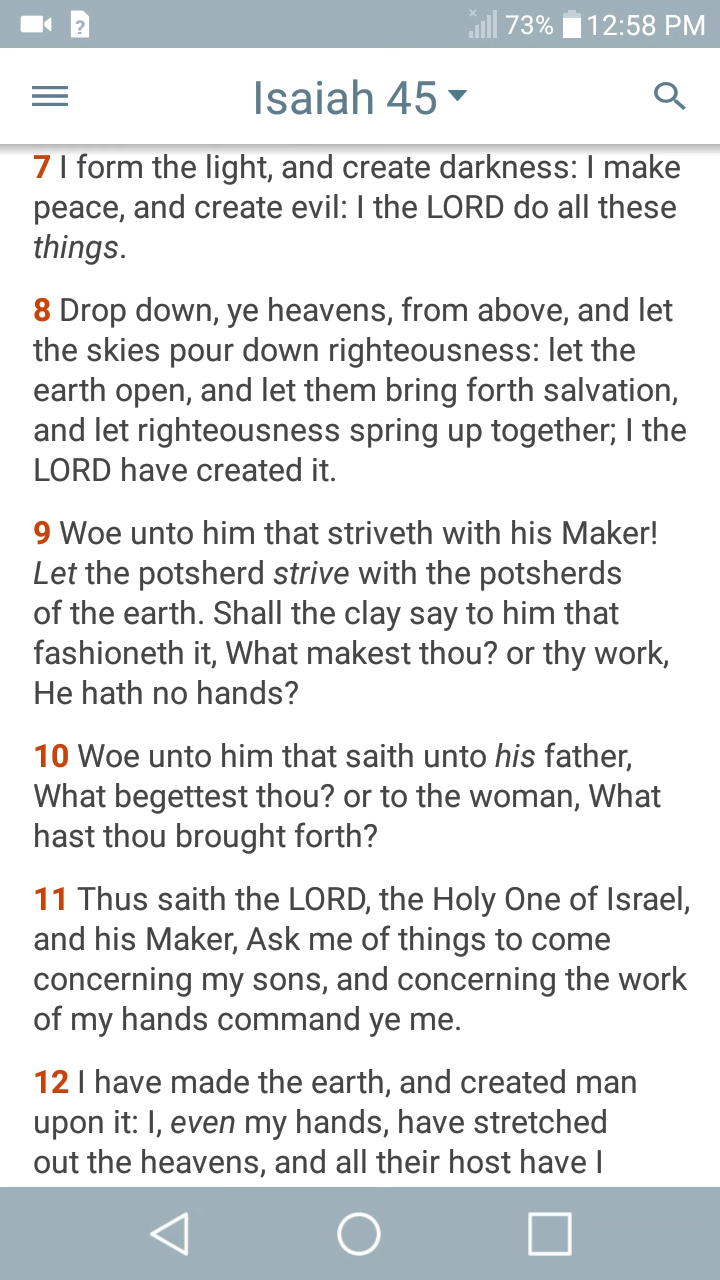 73% 12:58 PM
Isaiah 45
7 I form the light, and create darkness: I make
peace, and create evil: I the LORD do all these
things.
8 Drop down, ye heavens, from above, and let
the skies pour down righteousness: let the
earth open, and let them bring forth salvation,
and let righteousness spring up together; I the
LORD have created it.
9 Woe unto him that striveth with his Maker!
Let the potsherd strive with the potsherds
of the earth. Shall the clay say to him that
fashioneth it, What makest thou? or thy work,
He hath no hands?
10 Woe unto him that saith unto his father,
What begettest thou? or to the woman, What
hast thou brought forth?
11 Thus saith the LORD, the Holy One of Israel,
and his Maker, Ask me of things to come
concerning my sons, and concerning the work
of my hands command ye me.
12 I have made the earth, and created man
upon it: I, even my hands, have stretched
out the heavens, and all their host have I